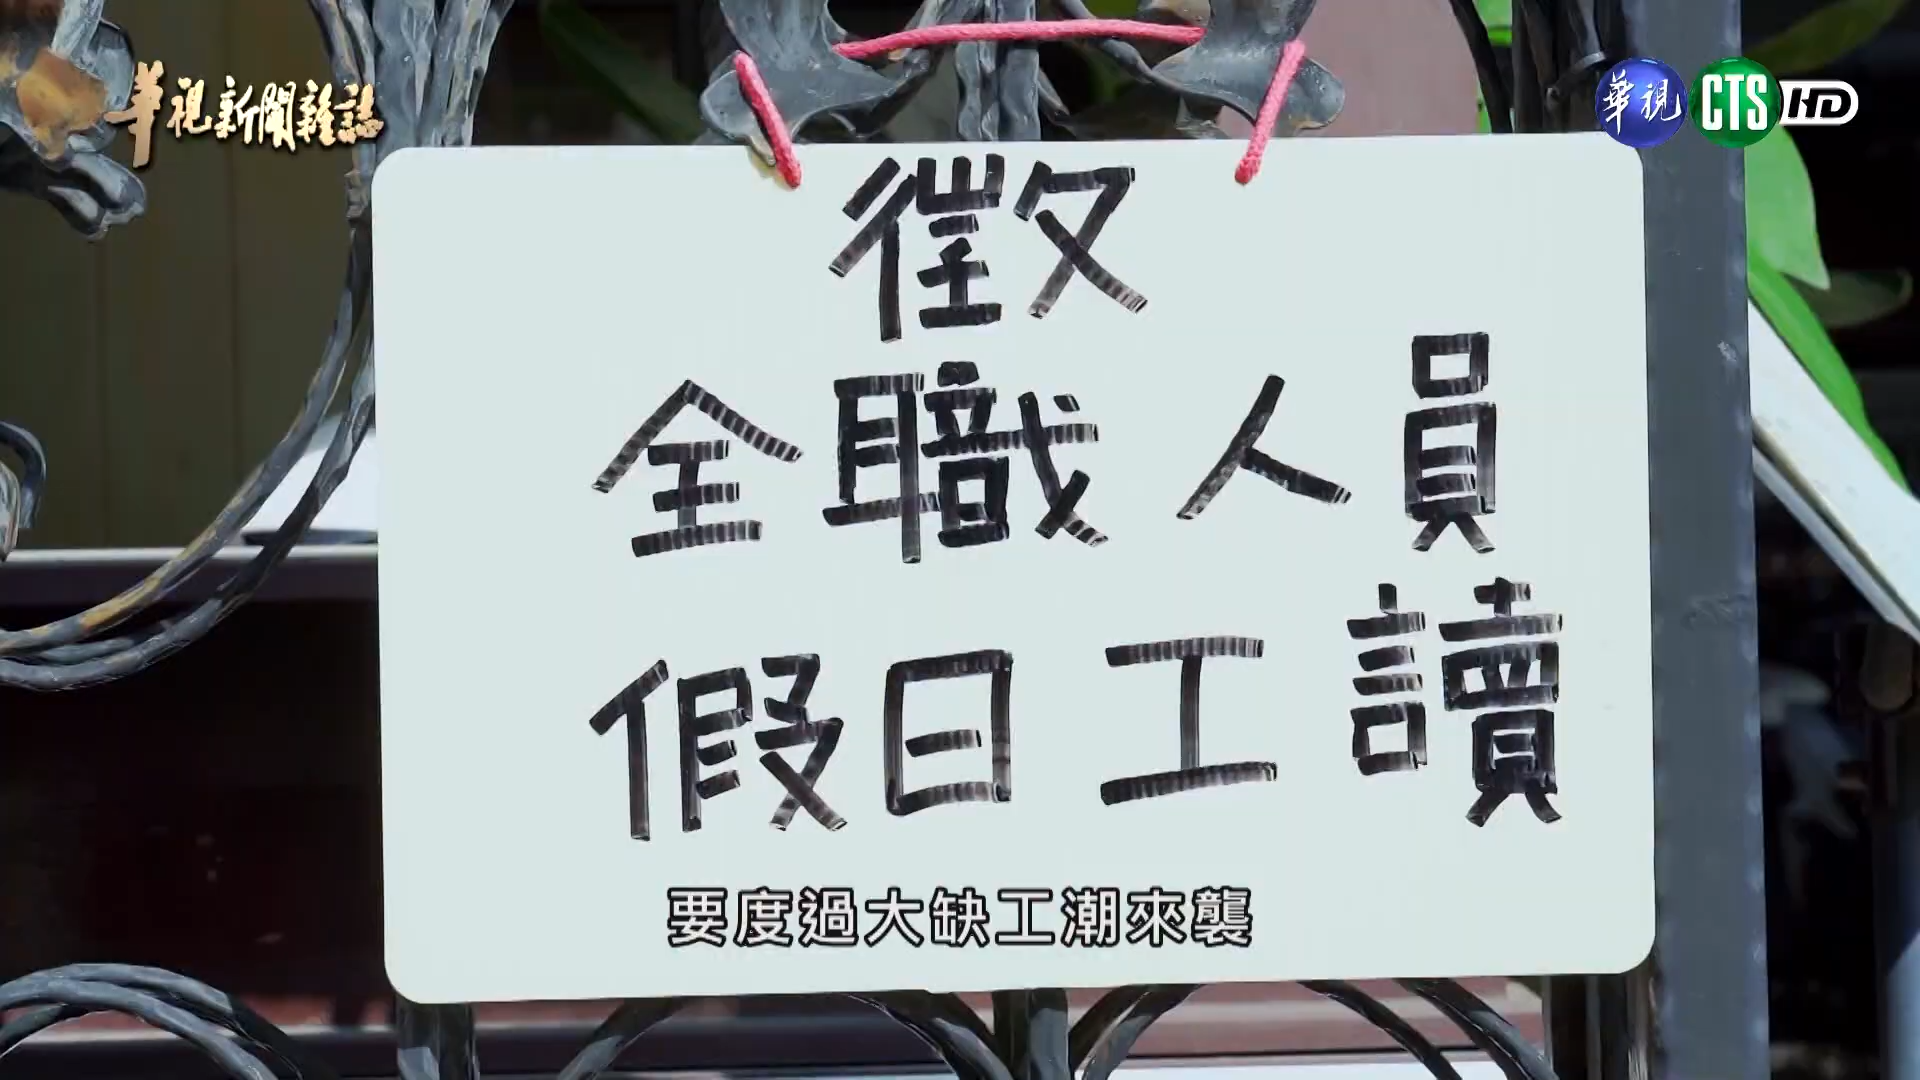 華視新聞雜誌
華視 CTS HD
徵
全職人員
假日工讀
要度過大缺工潮來襲